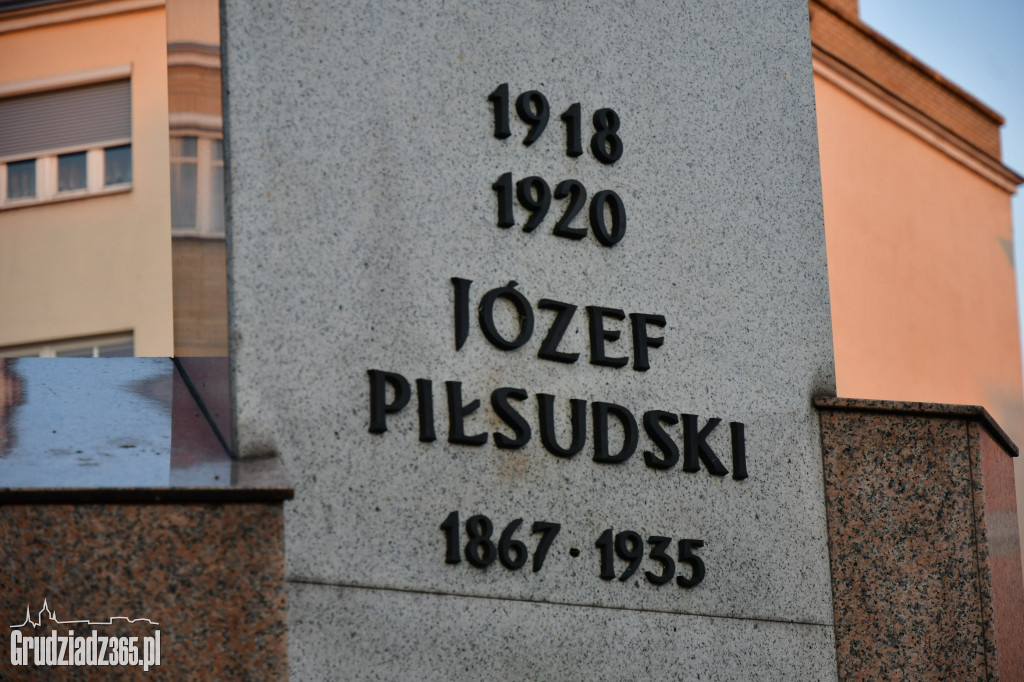 1918
1920
JÓZEF
PIŁSUDSKI
1867 · 1935
Grudziadz365.pl